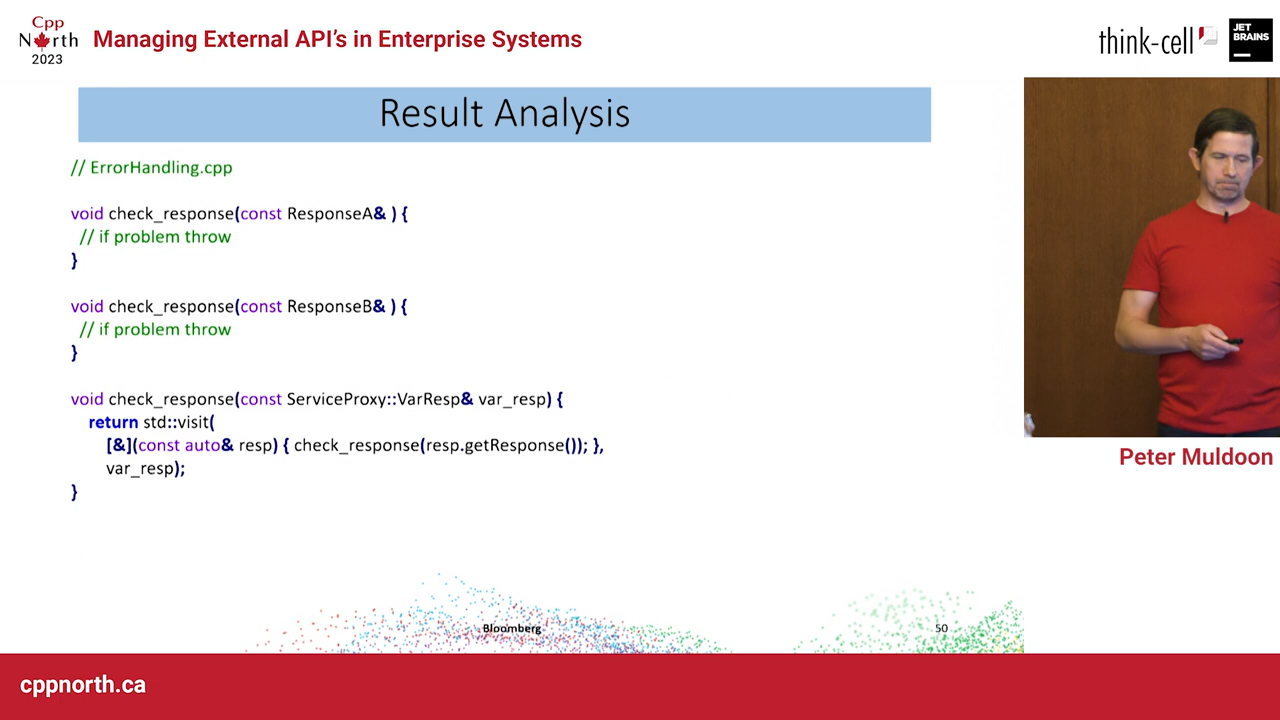 Cpp
North
2023
Managing External API's in Enterprise Systems
think-cell
JET
BRAINS
Result Analysis
// ErrorHandling.cpp
void check_response(const ResponseA& ) {
// if problem throw
}
void check_response(const ResponseB& ) {
// if problem throw
}
void check_response(const ServiceProxy::VarResp& var_resp) {
return std::visit(
[&](const auto& resp) { check_response(resp.getResponse()); },
var_resp);
}
Peter Muldoon
Bloomberg
50
cppnorth.ca